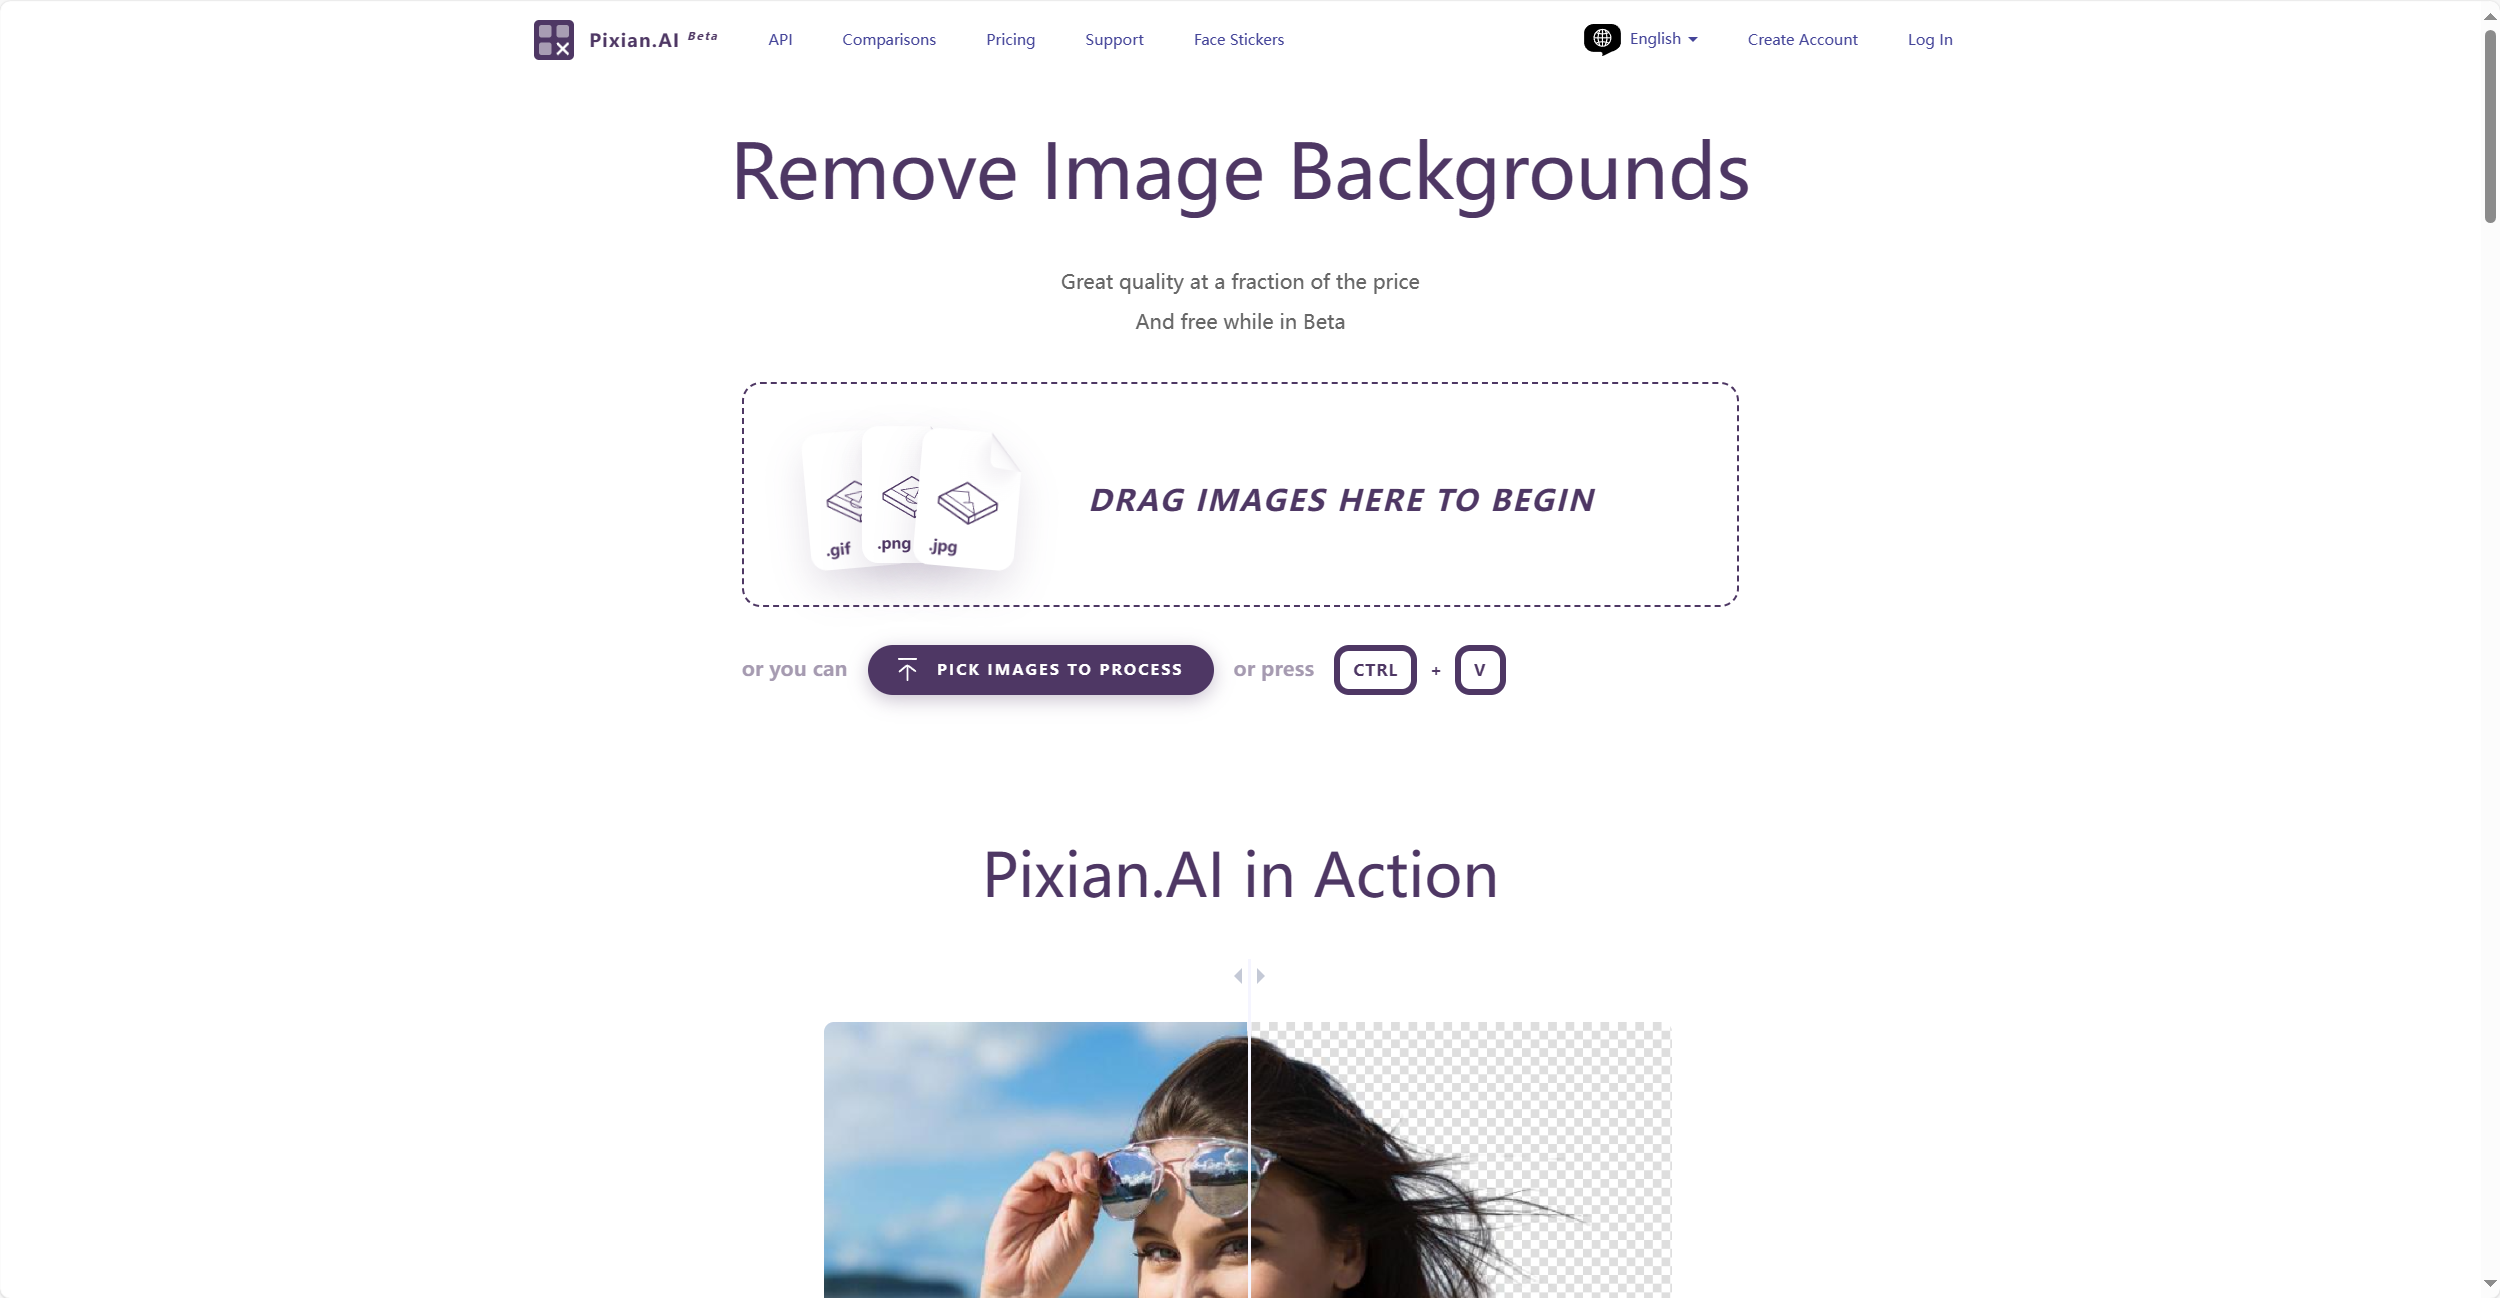 Pixian.AI Beta
API
Comparisons
Pricing
Support
Face Stickers
English
Create Account
Log In
Remove Image Backgrounds
Great quality at a fraction of the price
And free while in Beta
.gif
.png
.jpg
DRAG IMAGES HERE TO BEGIN
or you can
PICK IMAGES TO PROCESS
or press
CTRL
+
V
Pixian.AI in Action